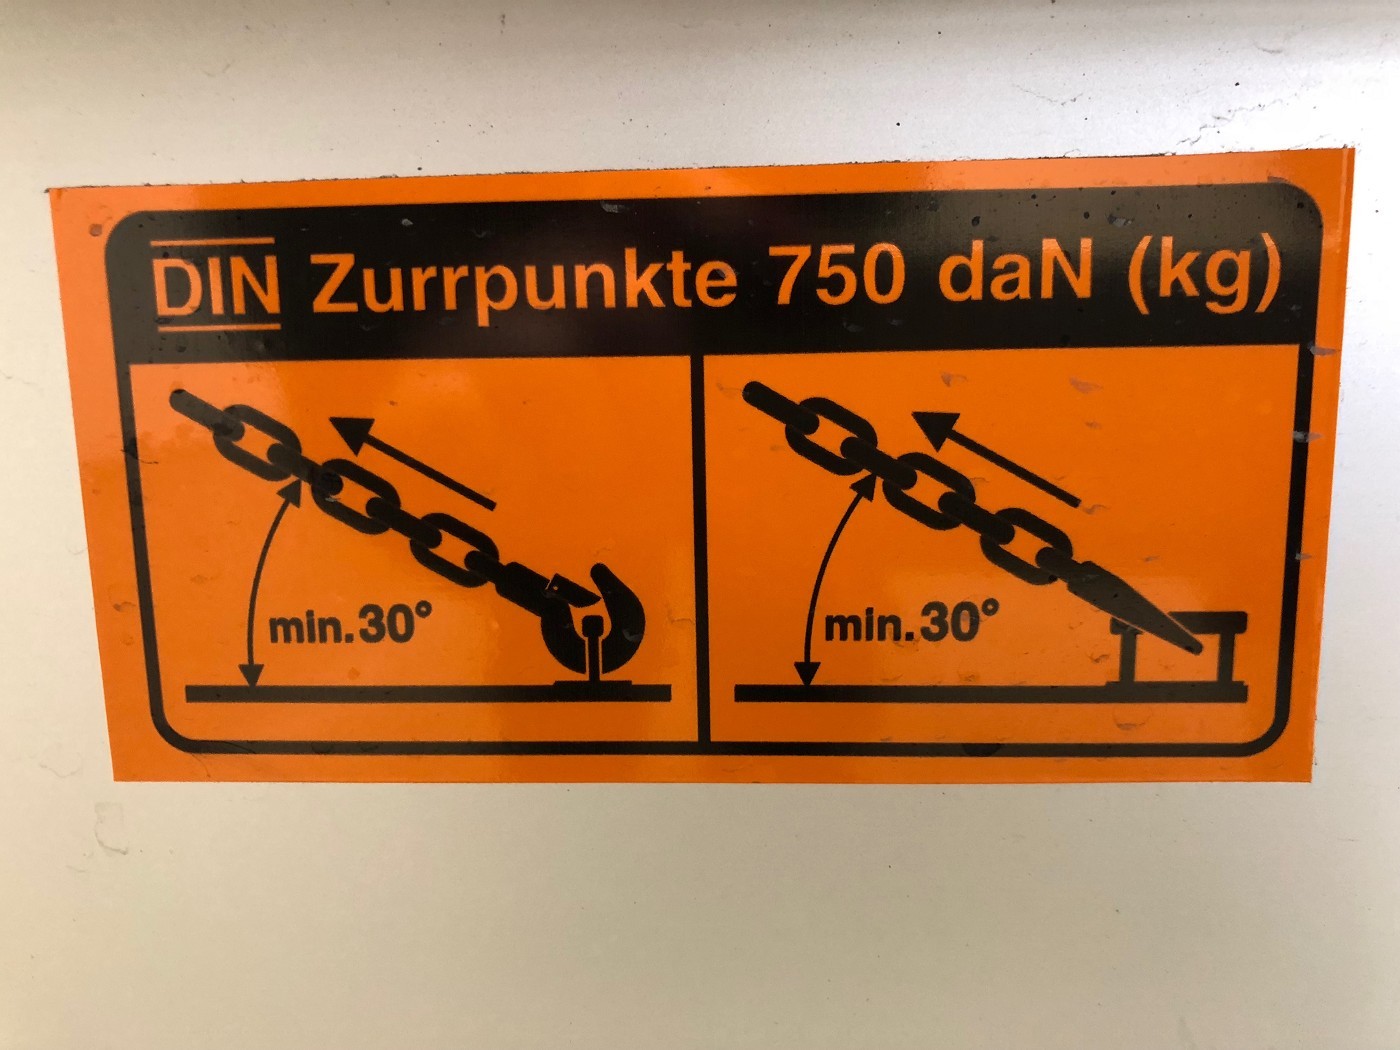 DIN Zurrpunkte 750 daN (kg)
min. 30°
min. 30°